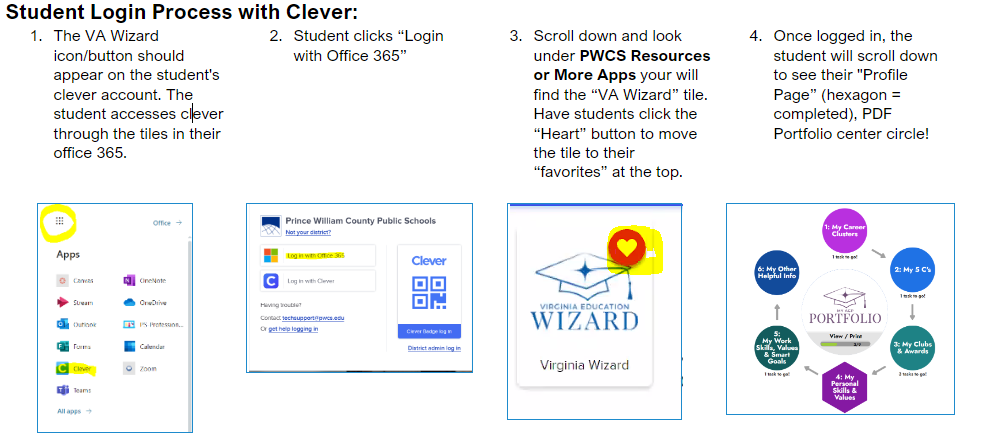 Student Login Process with Clever:
1. The VA Wizard
icon/button should
appear on the student's
clever account. The
student accesses clever
through the tiles in their
office 365.
2. Student clicks “Login
with Office 365”
3. Scroll down and look
under PWCS Resources
or More Apps your will
find the “VA Wizard” tile.
Have students click the
“Heart” button to move
the tile to their
“favorites” at the top.
4. Once logged in, the
student will scroll down
to see their "Profile
Page” (hexagon =
completed), PDF
Portfolio center circle!
Office →
Apps
Canvas
OneNote
Stream
OneDrive
Outlook
PS Profession...
Forms
Calendar
Clever
Zoom
Teams
All apps →
Prince William County Public Schools
Not your district?
Log in with Office 365
Log in with Clever
Having trouble?
Contact techsupport@pwcs.edu
Or get help logging in
Clever
Clever Badge log in
District admin log in
VIRGINIA EDUCATION
WIZARD
Virginia Wizard
1: My Career
Clusters
1 task to go!
2: My 5 C's
1 task to go!
3: My Clubs
& Awards
2 tasks to go!
4: My
Personal
Skills &
Values
5:
My Work
Skills, Values
& Smart
Goals
1 task to go!
6: My Other
Helpful Info
PORTFOLIO
View / Print